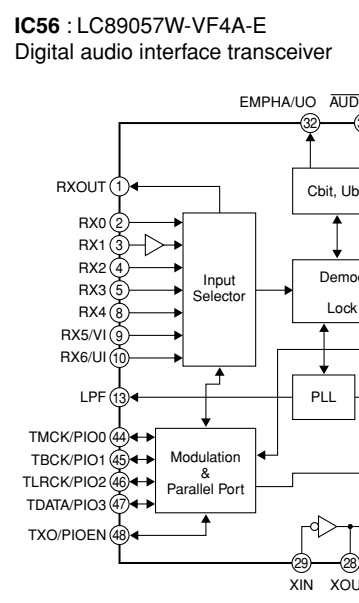 IC56 : LC89057W-VF4A-E
Digital audio interface transceiver
EMPHA/UO
AUD
32
RXOUT 1
Cbit, Ub
RX0 2
RX1 3
RX2 4
RX3 5
RX4 8
RX5/VI 9
RX6/UI 10
Input
Selector
Demo
Lock
LPF 13
PLL
TMCK/PIO0 44
TBCK/PIO1 45
TLRCK/PIO2 46
TDATA/PIO3 47
TXO/PIOEN 48
Modulation
&
Parallel Port
29
28
XIN
XOU